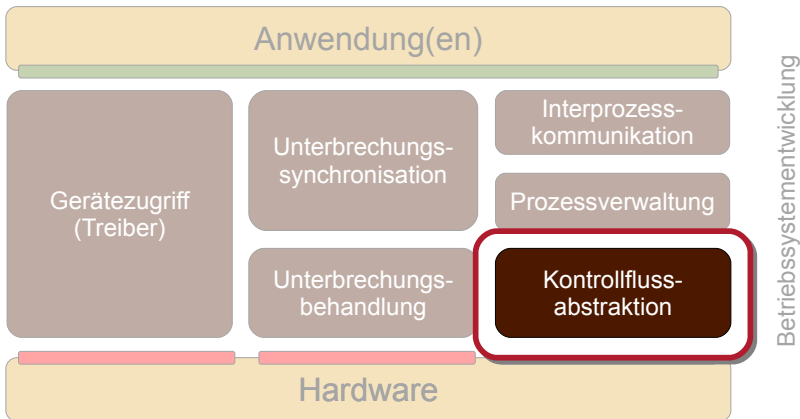 Anwendung(en)
Gerätezugriff
(Treiber)
Unterbrechungs-
synchronisation
Interprozess-
kommunikation
Prozessverwaltung
Unterbrechungs-
behandlung
Kontrollfluss-
abstraktion
Hardware
Betriebssystementwicklung